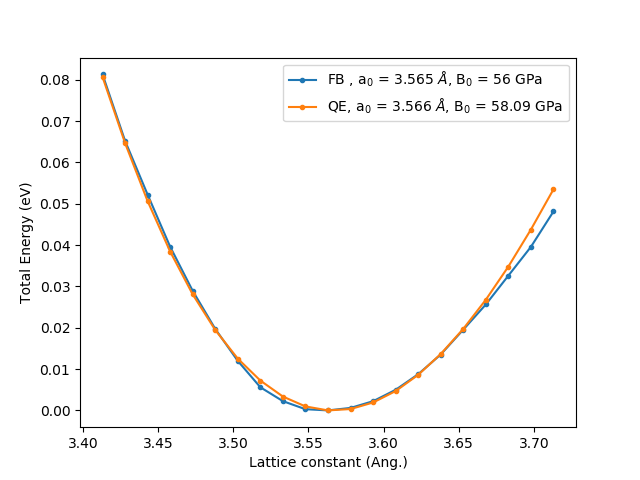 FB , a₀ = 3.565 Å, B₀ = 56 GPa
QE, a₀ = 3.566 Å, B₀ = 58.09 GPa
0.08
0.07
0.06
0.05
0.04
0.03
0.02
0.01
0.00
Total Energy (eV)
3.40 3.45 3.50 3.55 3.60 3.65 3.70
Lattice constant (Ang.)